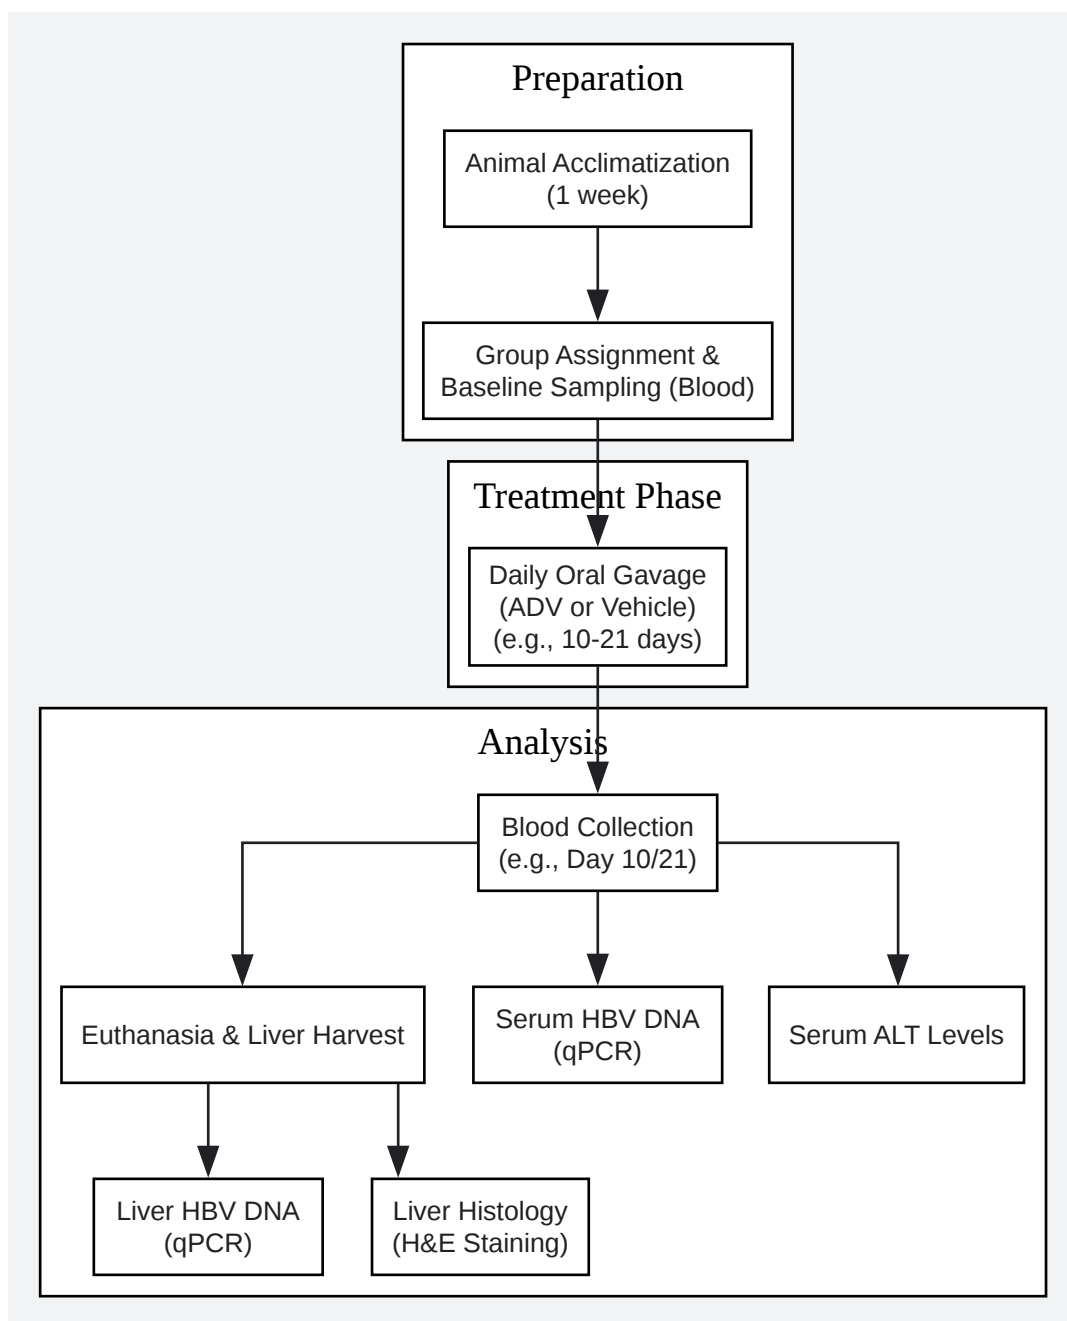 Preparation
Animal Acclimatization
(1 week)
Group Assignment &
Baseline Sampling (Blood)
Treatment Phase
Daily Oral Gavage
(ADV or Vehicle)
(e.g., 10-21 days)
Analysis
Blood Collection
(e.g., Day 10/21)
Euthanasia & Liver Harvest
Serum HBV DNA
(qPCR)
Serum ALT Levels
Liver HBV DNA
(qPCR)
Liver Histology
(H&E Staining)